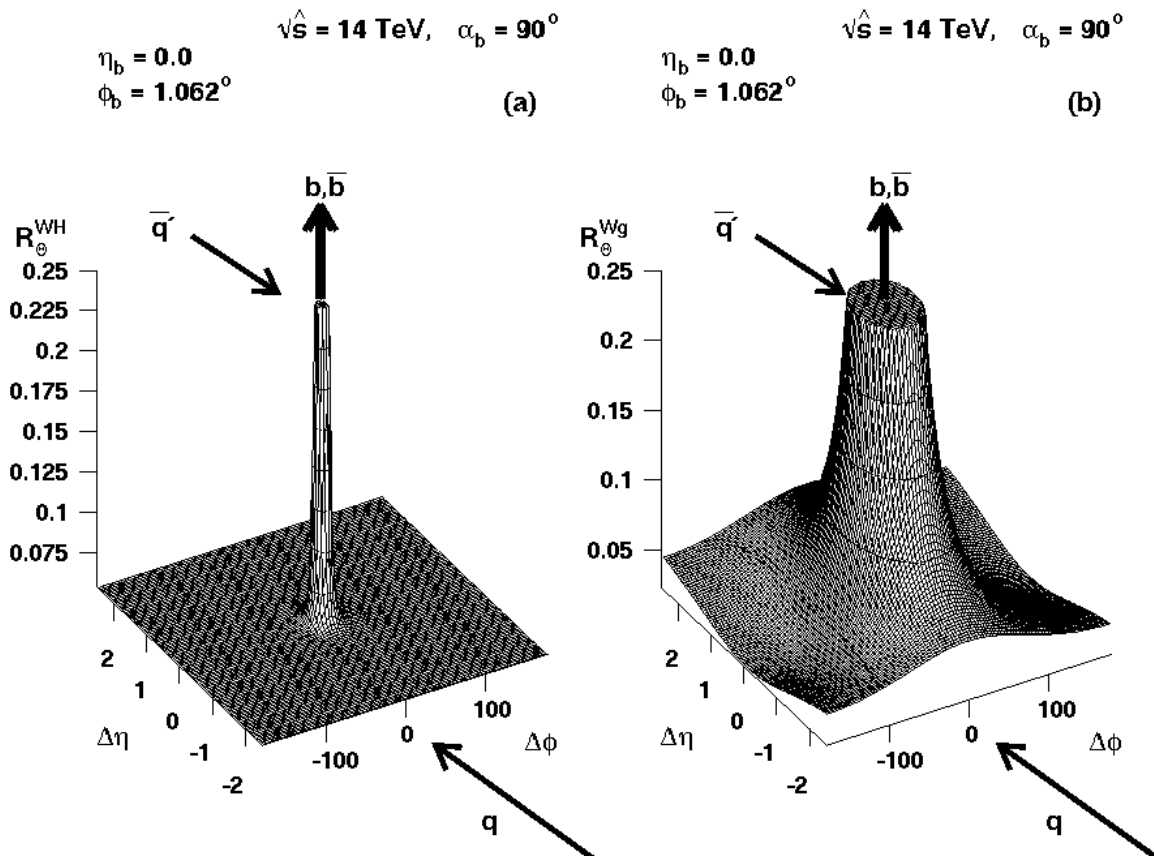 √ŝ = 14 TeV, α_b = 90°
η_b = 0.0
ϕ_b = 1.062°
(a)
b,b̅
q̅′
R_Θ^WH
0.25
0.225
0.2
0.175
0.15
0.125
0.1
0.075
2
1
0
-1
-2
Δη
-100
0
100
Δϕ
q
√ŝ = 14 TeV, α_b = 90°
η_b = 0.0
ϕ_b = 1.062°
(b)
b,b̅
q̅′
R_Θ^Wg
0.25
0.2
0.15
0.1
0.05
2
1
0
-1
-2
Δη
-100
0
100
Δϕ
q